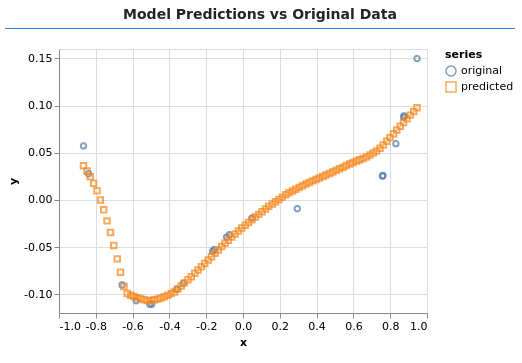 Model Predictions vs Original Data
series
original
predicted
0.15
0.10
0.05
0.00
-0.05
-0.10
y
-1.0 -0.8 -0.6 -0.4 -0.2 0.0 0.2 0.4 0.6 0.8 1.0
x